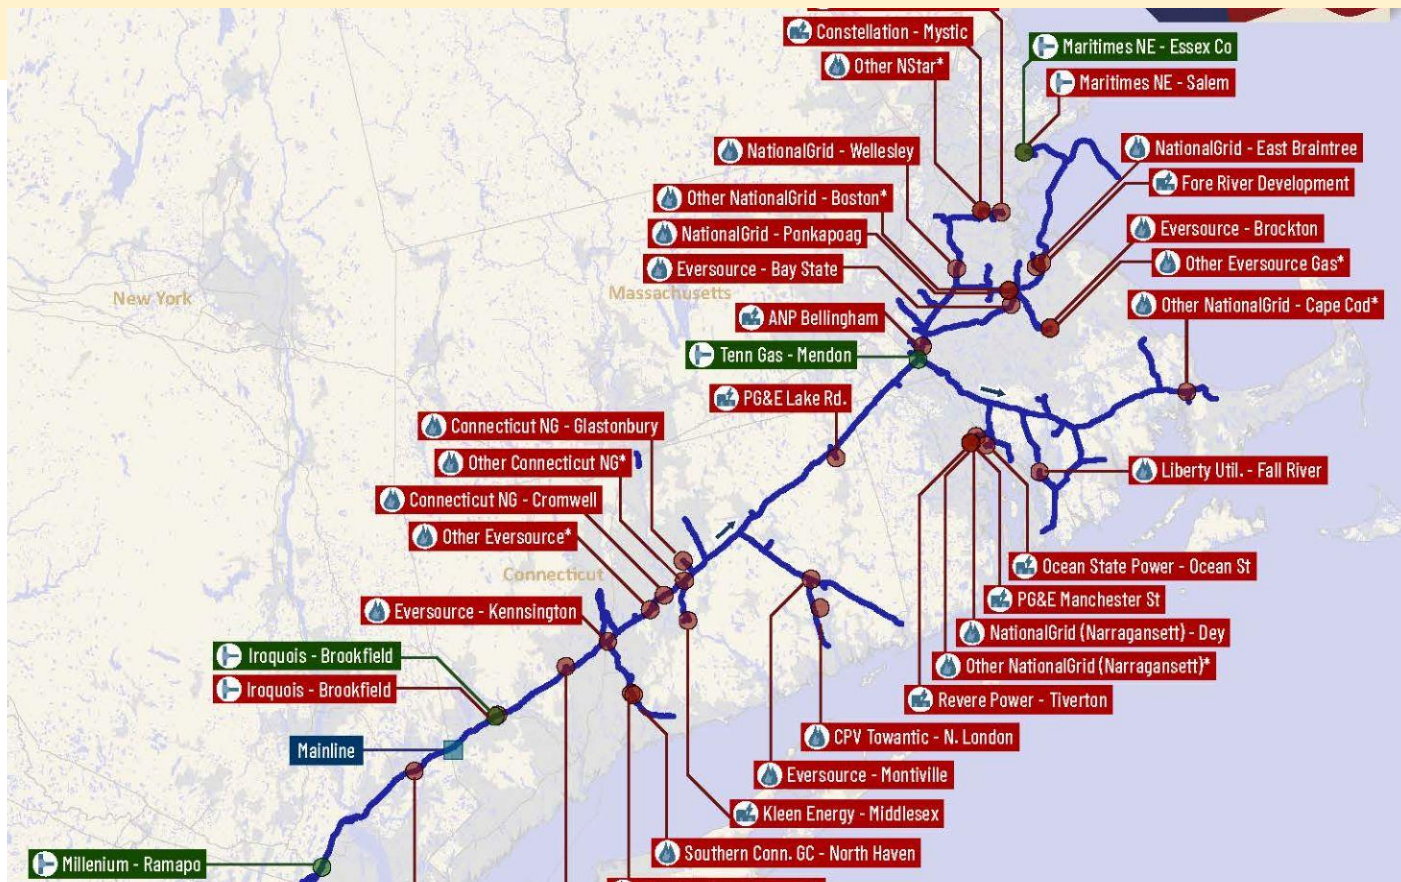 Constellation - Mystic
Maritimes NE - Essex Co
Other NStar*
Maritimes NE - Salem
NationalGrid - Wellesley
NationalGrid - East Braintree
Fore River Development
Other NationalGrid - Boston*
NationalGrid - Ponkapoag
Eversource - Brockton
Eversource - Bay State
Other Eversource Gas*
New York
Massachusetts
ANP Bellingham
Other NationalGrid - Cape Cod*
Tenn Gas - Mendon
PG&E Lake Rd.
Connecticut NG - Glastonbury
Other Connecticut NG*
Liberty Util. - Fall River
Connecticut NG - Cromwell
Other Eversource*
Connecticut
Ocean State Power - Ocean St
PG&E Manchester St
Eversource - Kennsington
NationalGrid (Narragansett) - Dey
Iroquois - Brookfield
Other NationalGrid (Narragansett)*
Iroquois - Brookfield
Revere Power - Tiverton
CPV Towantic - N. London
Mainline
Eversource - Montiville
Kleen Energy - Middlesex
Southern Conn. GC - North Haven
Millenium - Ramapo